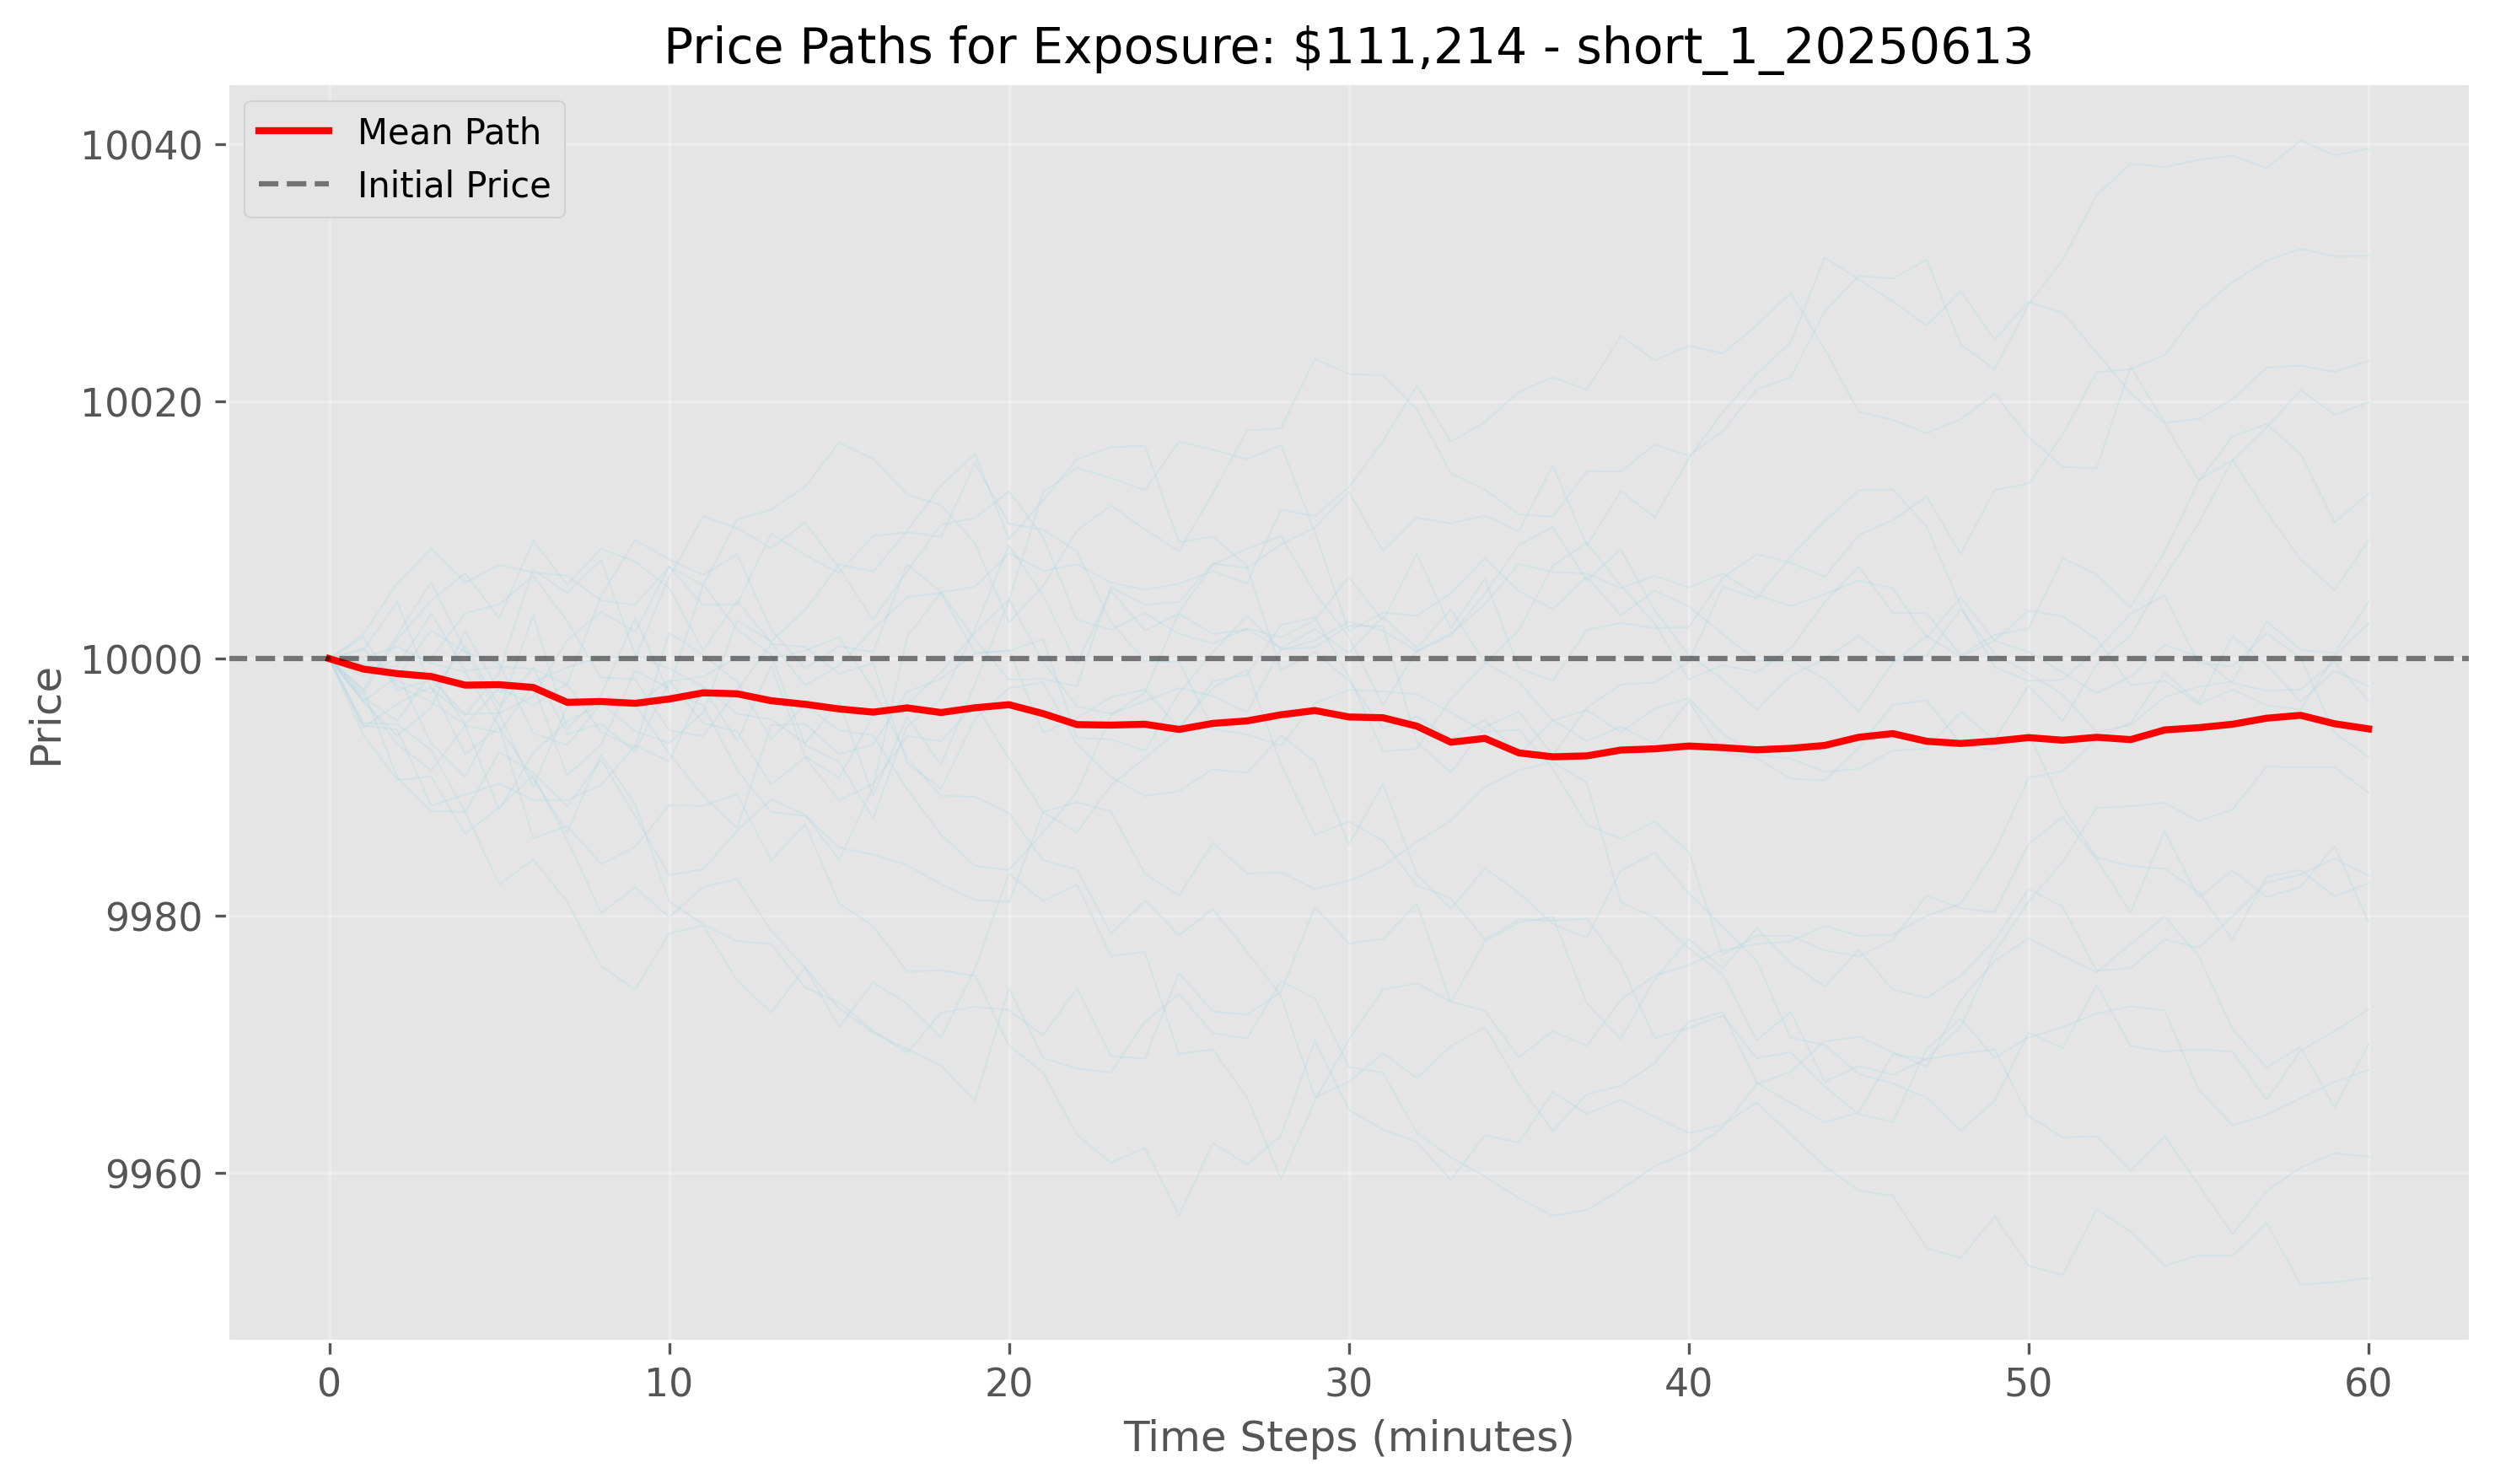 Price Paths for Exposure: $111,214 - short_1_20250613
Mean Path
Initial Price
Price
10040
10020
10000
9980
9960
0 10 20 30 40 50 60
Time Steps (minutes)